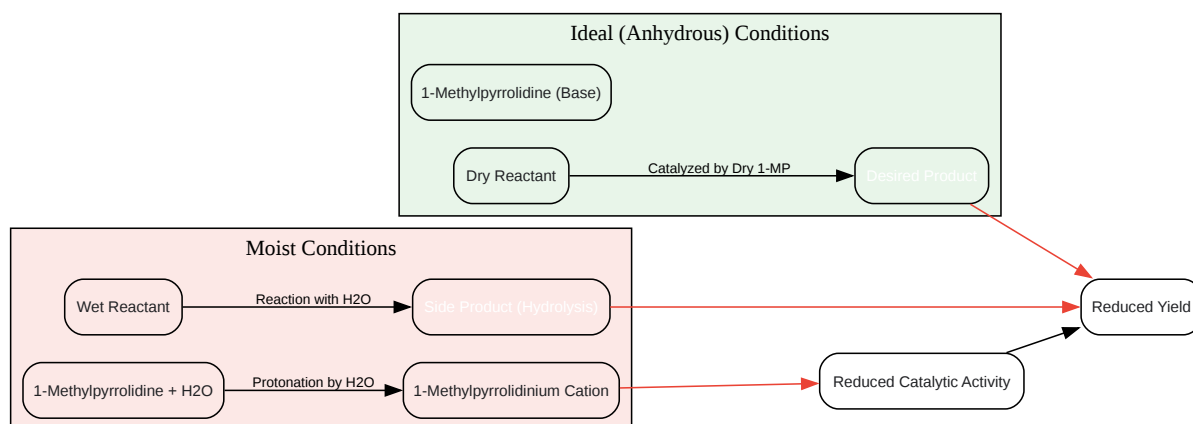 Ideal (Anhydrous) Conditions
1-Methylpyrrolidine (Base)
Dry Reactant
Catalyzed by Dry 1-MP
Desired Product
Moist Conditions
Wet Reactant
Reaction with H2O
Side Product (Hydrolysis)
Reduced Yield
1-Methylpyrrolidine + H2O
Protonation by H2O
1-Methylpyrrolidinium Cation
Reduced Catalytic Activity